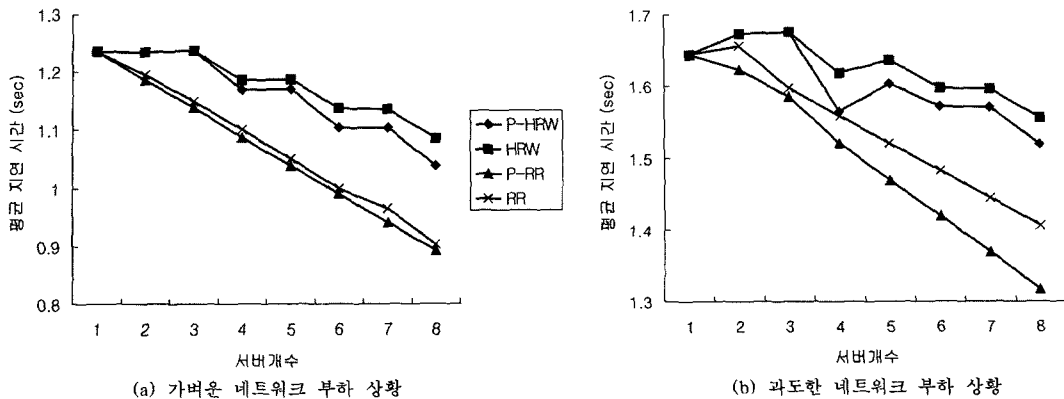 1.3
1.2
1.1
1
0.9
0.8
평균 지연 시간 (sec)
1 2 3 4 5 6 7 8
서버개수
(a) 가벼운 네트워크 부하 상황
P-HRW
HRW
P-RR
RR
1.7
1.6
1.5
1.4
1.3
평균 지연 시간 (sec)
1 2 3 4 5 6 7 8
서버개수
(b) 과도한 네트워크 부하 상황